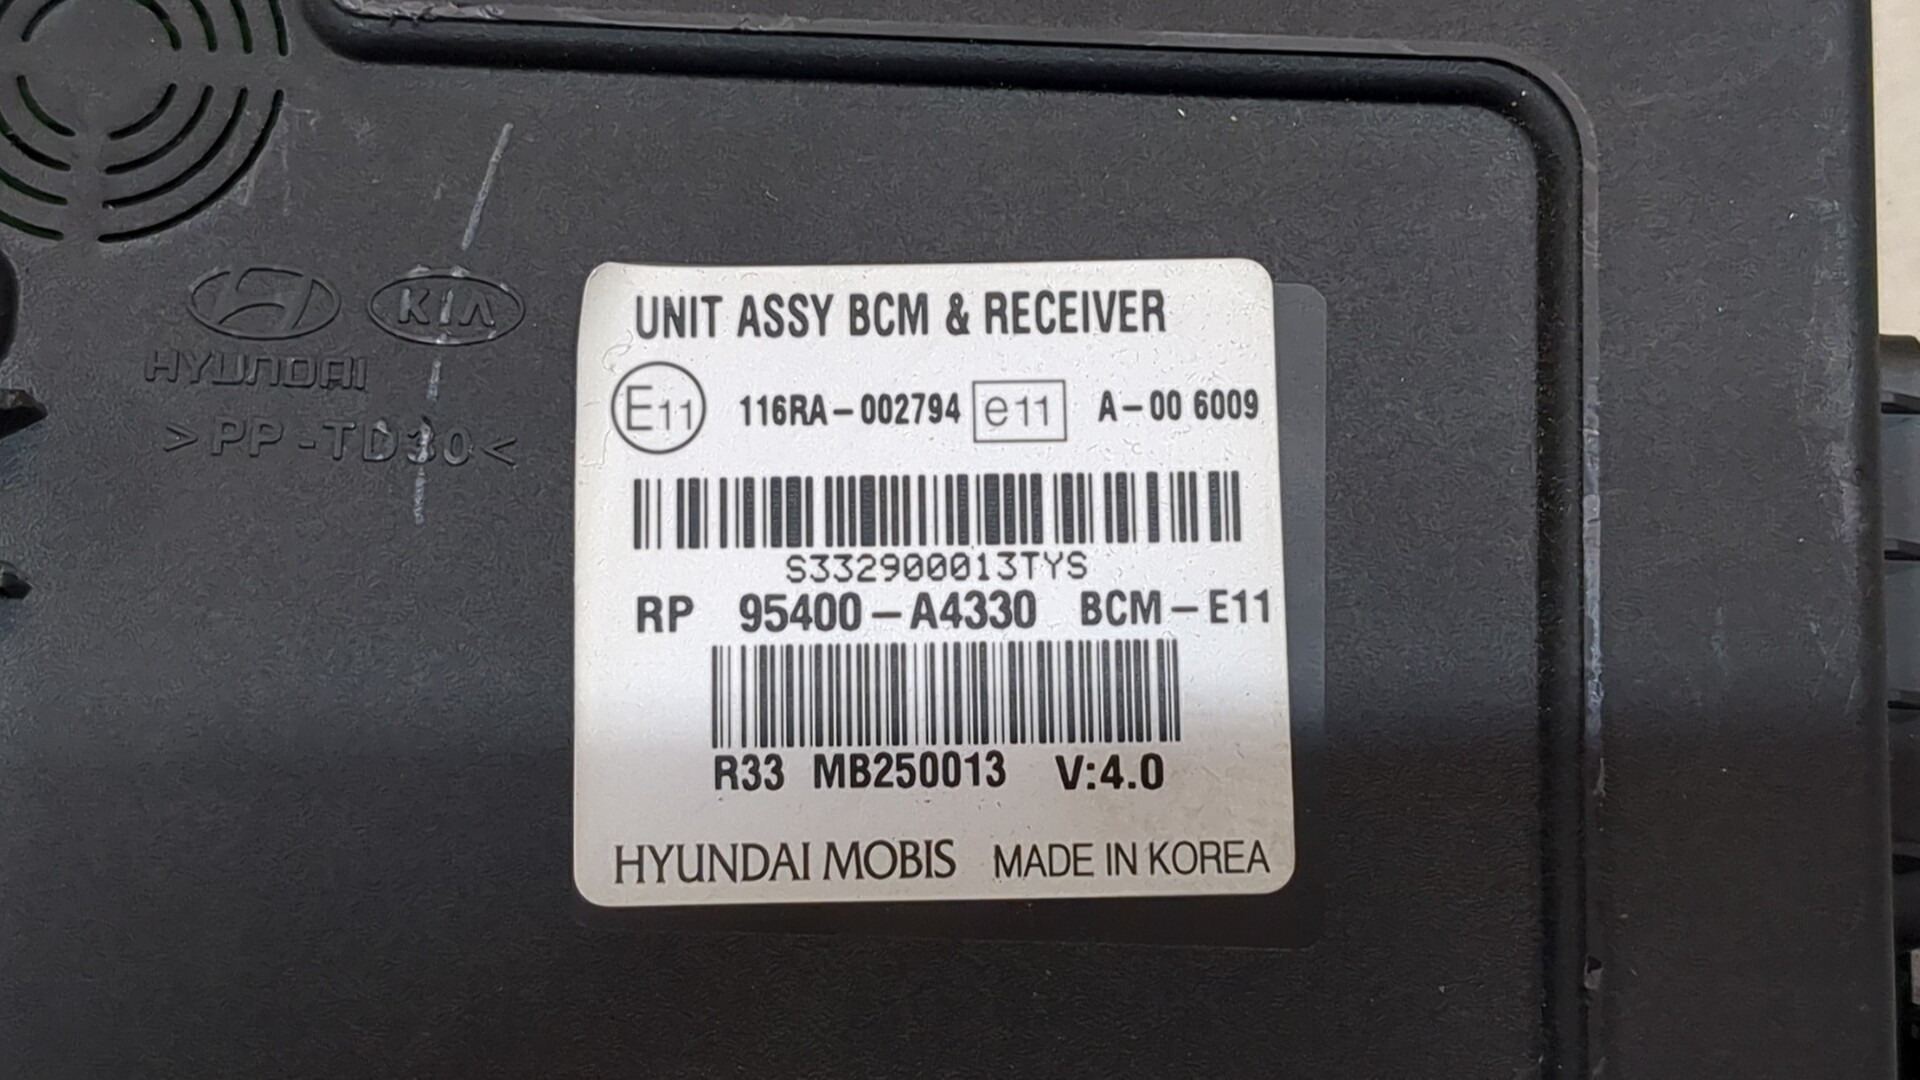 UNIT ASSY BCM & RECEIVER
E11 116RA-002794 e11 A-00 6009
S332900013TYS
RP 95400-A4330 BCM-E11
R33 MB250013 V:4.0
HYUNDAI MOBIS MADE IN KOREA
KIA
HYUNDAI
>PP-TD30<